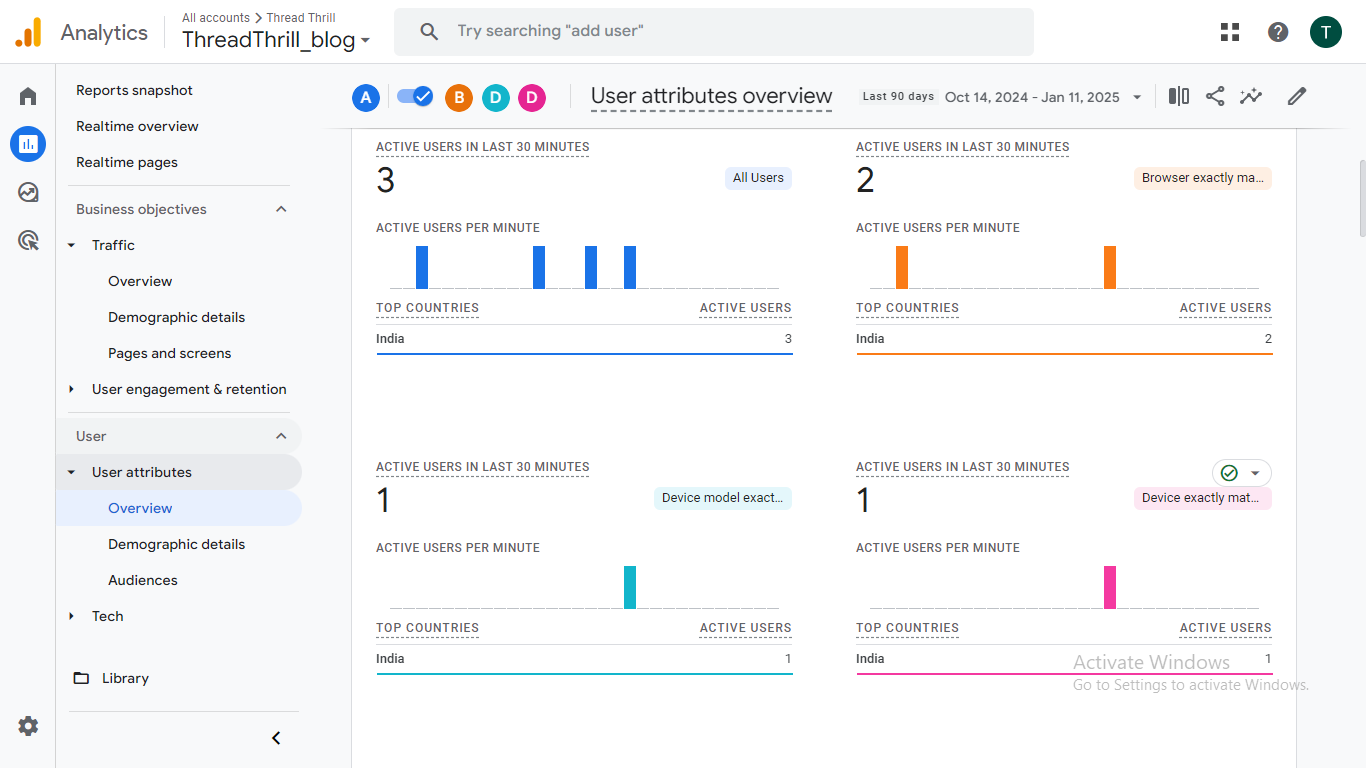 Analytics
All accounts > Thread Thrill
ThreadThrill_blog
Try searching "add user"
T
Reports snapshot
Realtime overview
Realtime pages
Business objectives
Traffic
Overview
Demographic details
Pages and screens
User engagement & retention
User
User attributes
Overview
Demographic details
Audiences
Tech
Library
A B D D
User attributes overview
Last 90 days Oct 14, 2024 - Jan 11, 2025
ACTIVE USERS IN LAST 30 MINUTES
3
All Users
ACTIVE USERS PER MINUTE
TOP COUNTRIES ACTIVE USERS
India 3
ACTIVE USERS IN LAST 30 MINUTES
2
Browser exactly ma...
ACTIVE USERS PER MINUTE
TOP COUNTRIES ACTIVE USERS
India 2
ACTIVE USERS IN LAST 30 MINUTES
1
Device model exact...
ACTIVE USERS PER MINUTE
TOP COUNTRIES ACTIVE USERS
India 1
ACTIVE USERS IN LAST 30 MINUTES
1
Device exactly mat...
ACTIVE USERS PER MINUTE
TOP COUNTRIES ACTIVE USERS
India 1
Activate Windows
Go to Settings to activate Windows.